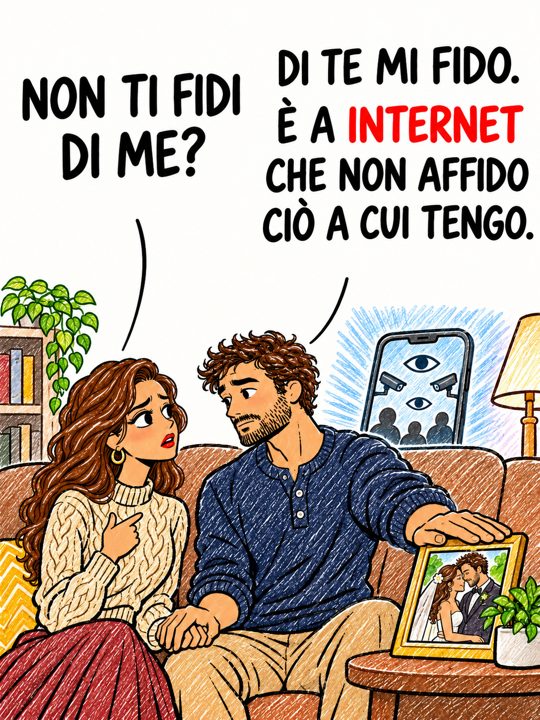 NON TI FIDI
DI ME?
DI TE MI FIDO.
È A INTERNET
CHE NON AFFIDO
CIÒ A CUI TENGO.